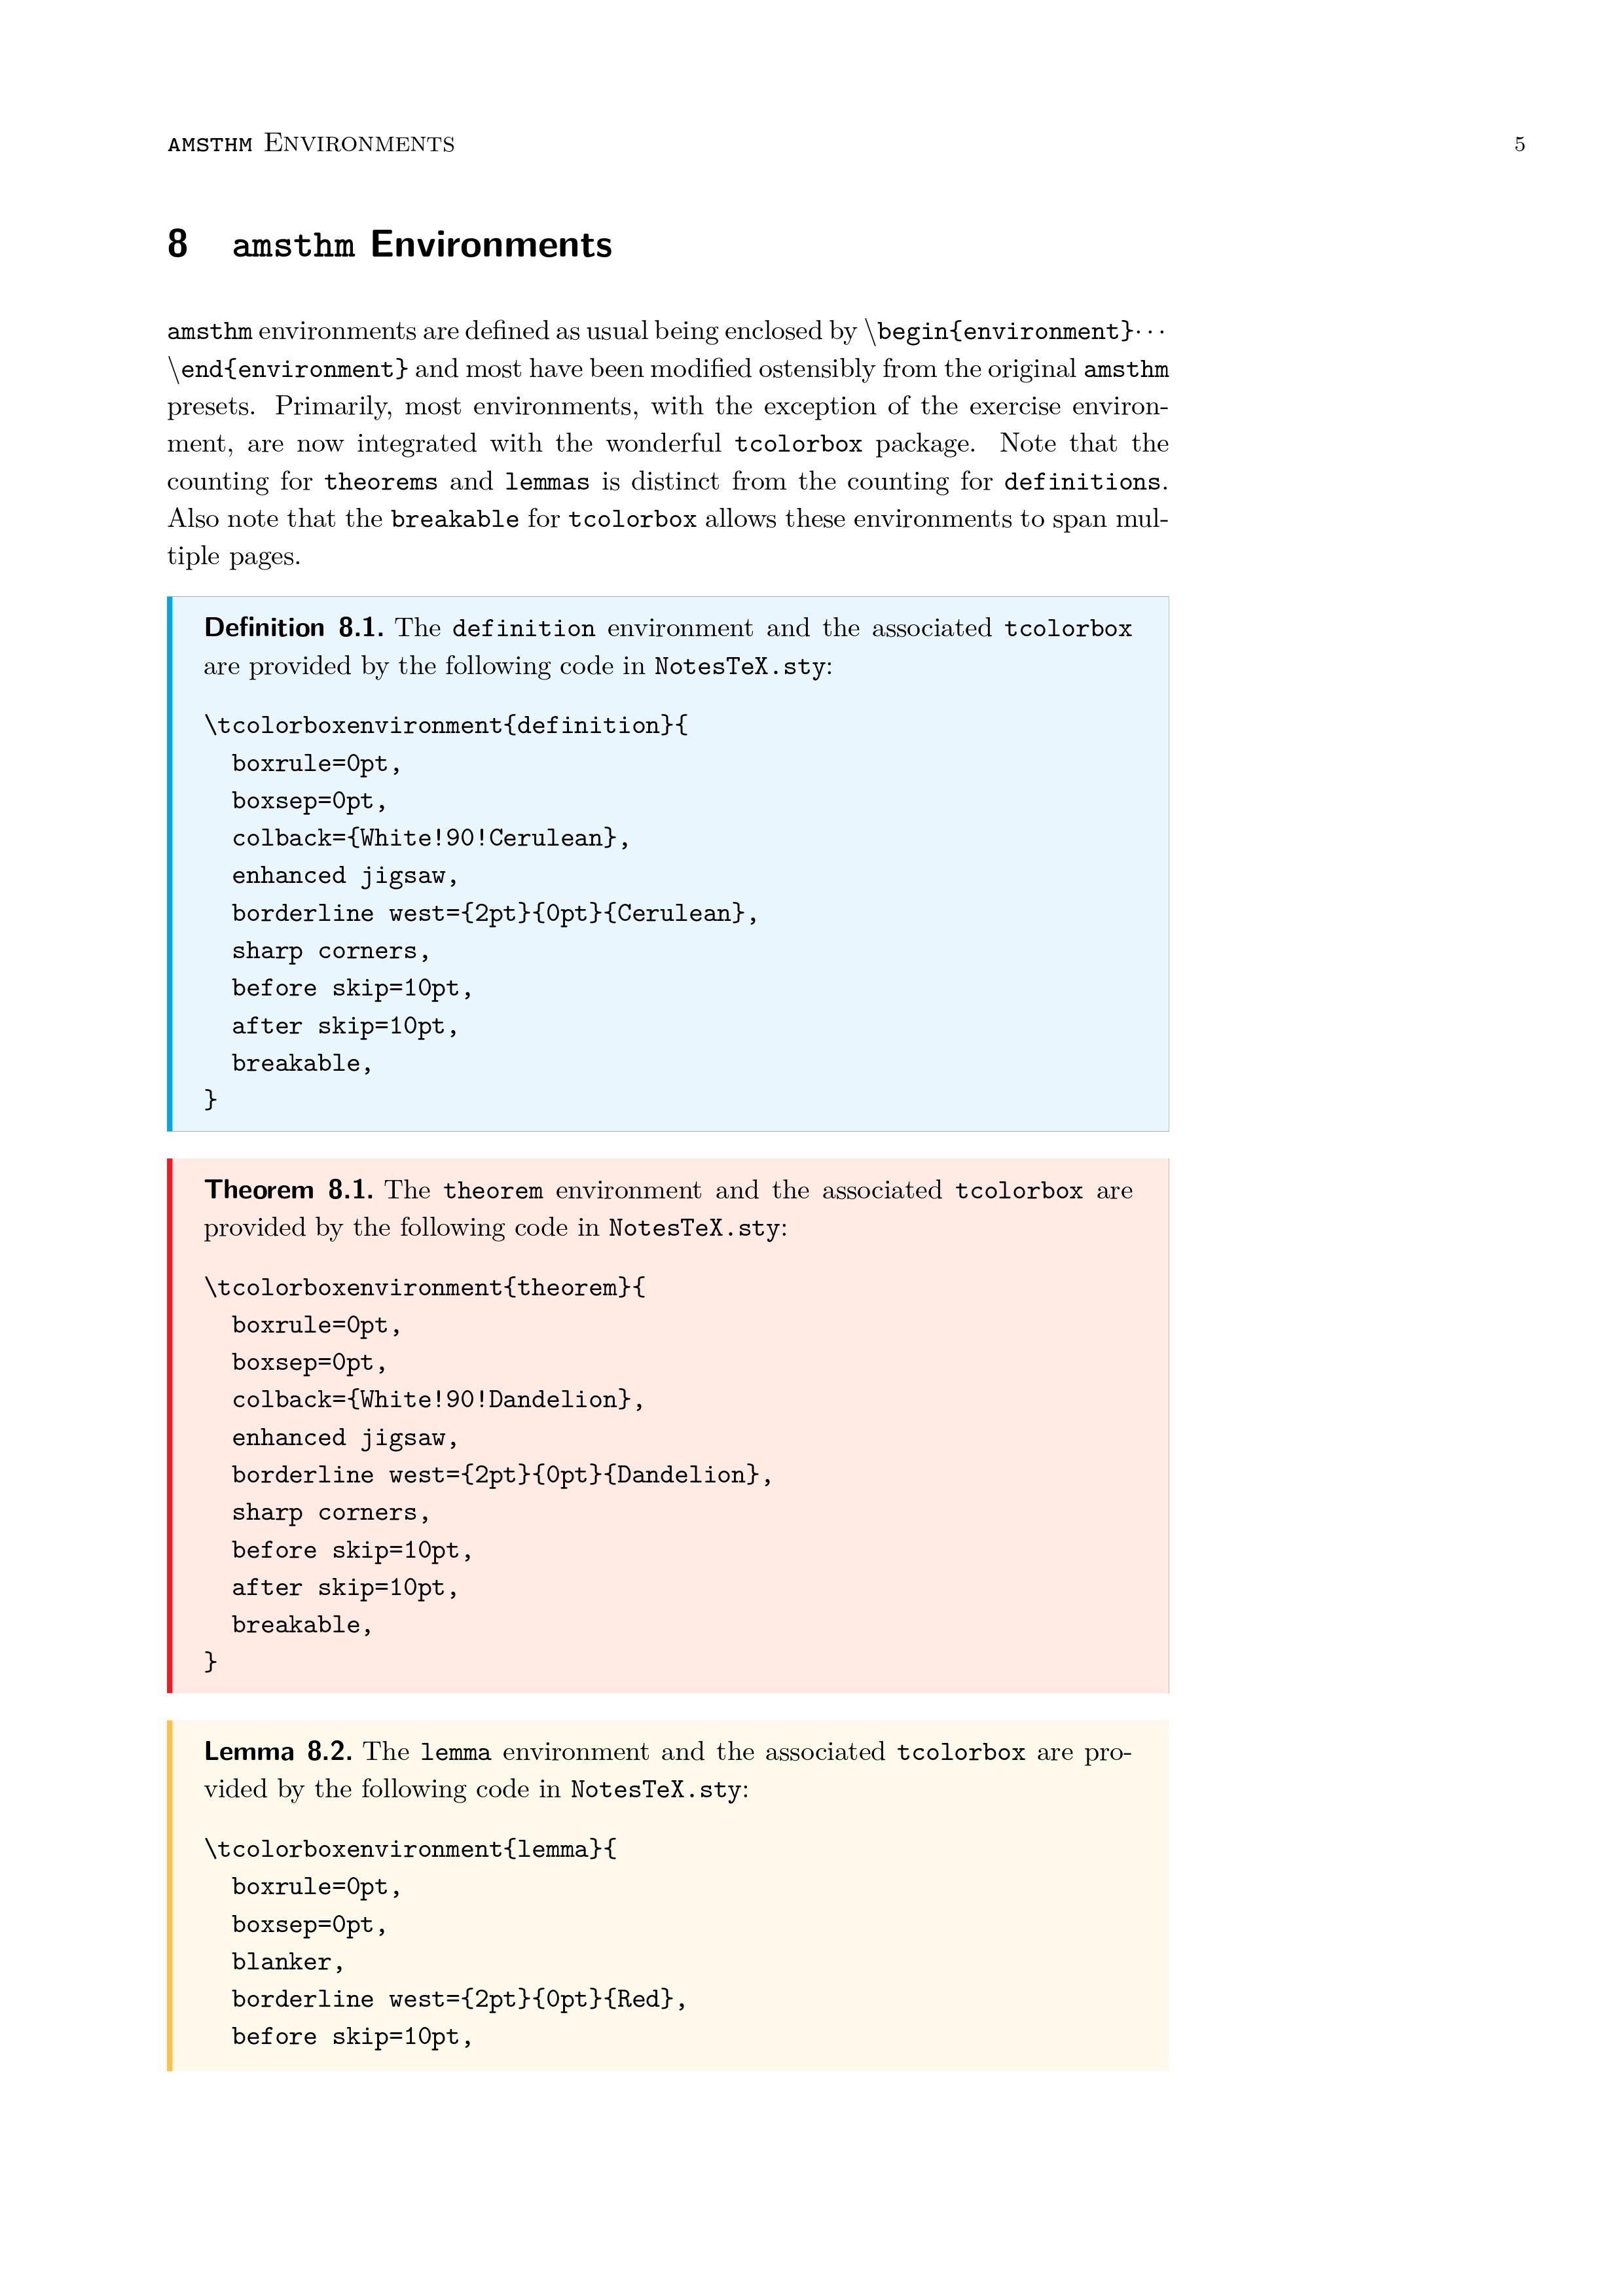 AMSTHM ENVIRONMENTS 5
8 amsthm Environments
amsthm environments are defined as usual being enclosed by \begin{environment}···
\end{environment} and most have been modified ostensibly from the original amsthm
presets. Primarily, most environments, with the exception of the exercise environ-
ment, are now integrated with the wonderful tcolorbox package. Note that the
counting for theorems and lemmas is distinct from the counting for definitions.
Also note that the breakable for tcolorbox allows these environments to span mul-
tiple pages.
Definition 8.1. The definition environment and the associated tcolorbox
are provided by the following code in NotesTeX.sty:
\tcolorboxenvironment{definition}{
  boxrule=0pt,
  boxsep=0pt,
  colback={White!90!Cerulean},
  enhanced jigsaw,
  borderline west={2pt}{0pt}{Cerulean},
  sharp corners,
  before skip=10pt,
  after skip=10pt,
  breakable,
}
Theorem 8.1. The theorem environment and the associated tcolorbox are
provided by the following code in NotesTeX.sty:
\tcolorboxenvironment{theorem}{
  boxrule=0pt,
  boxsep=0pt,
  colback={White!90!Dandelion},
  enhanced jigsaw,
  borderline west={2pt}{0pt}{Dandelion},
  sharp corners,
  before skip=10pt,
  after skip=10pt,
  breakable,
}
Lemma 8.2. The lemma environment and the associated tcolorbox are pro-
vided by the following code in NotesTeX.sty:
\tcolorboxenvironment{lemma}{
  boxrule=0pt,
  boxsep=0pt,
  blanker,
  borderline west={2pt}{0pt}{Red},
  before skip=10pt,